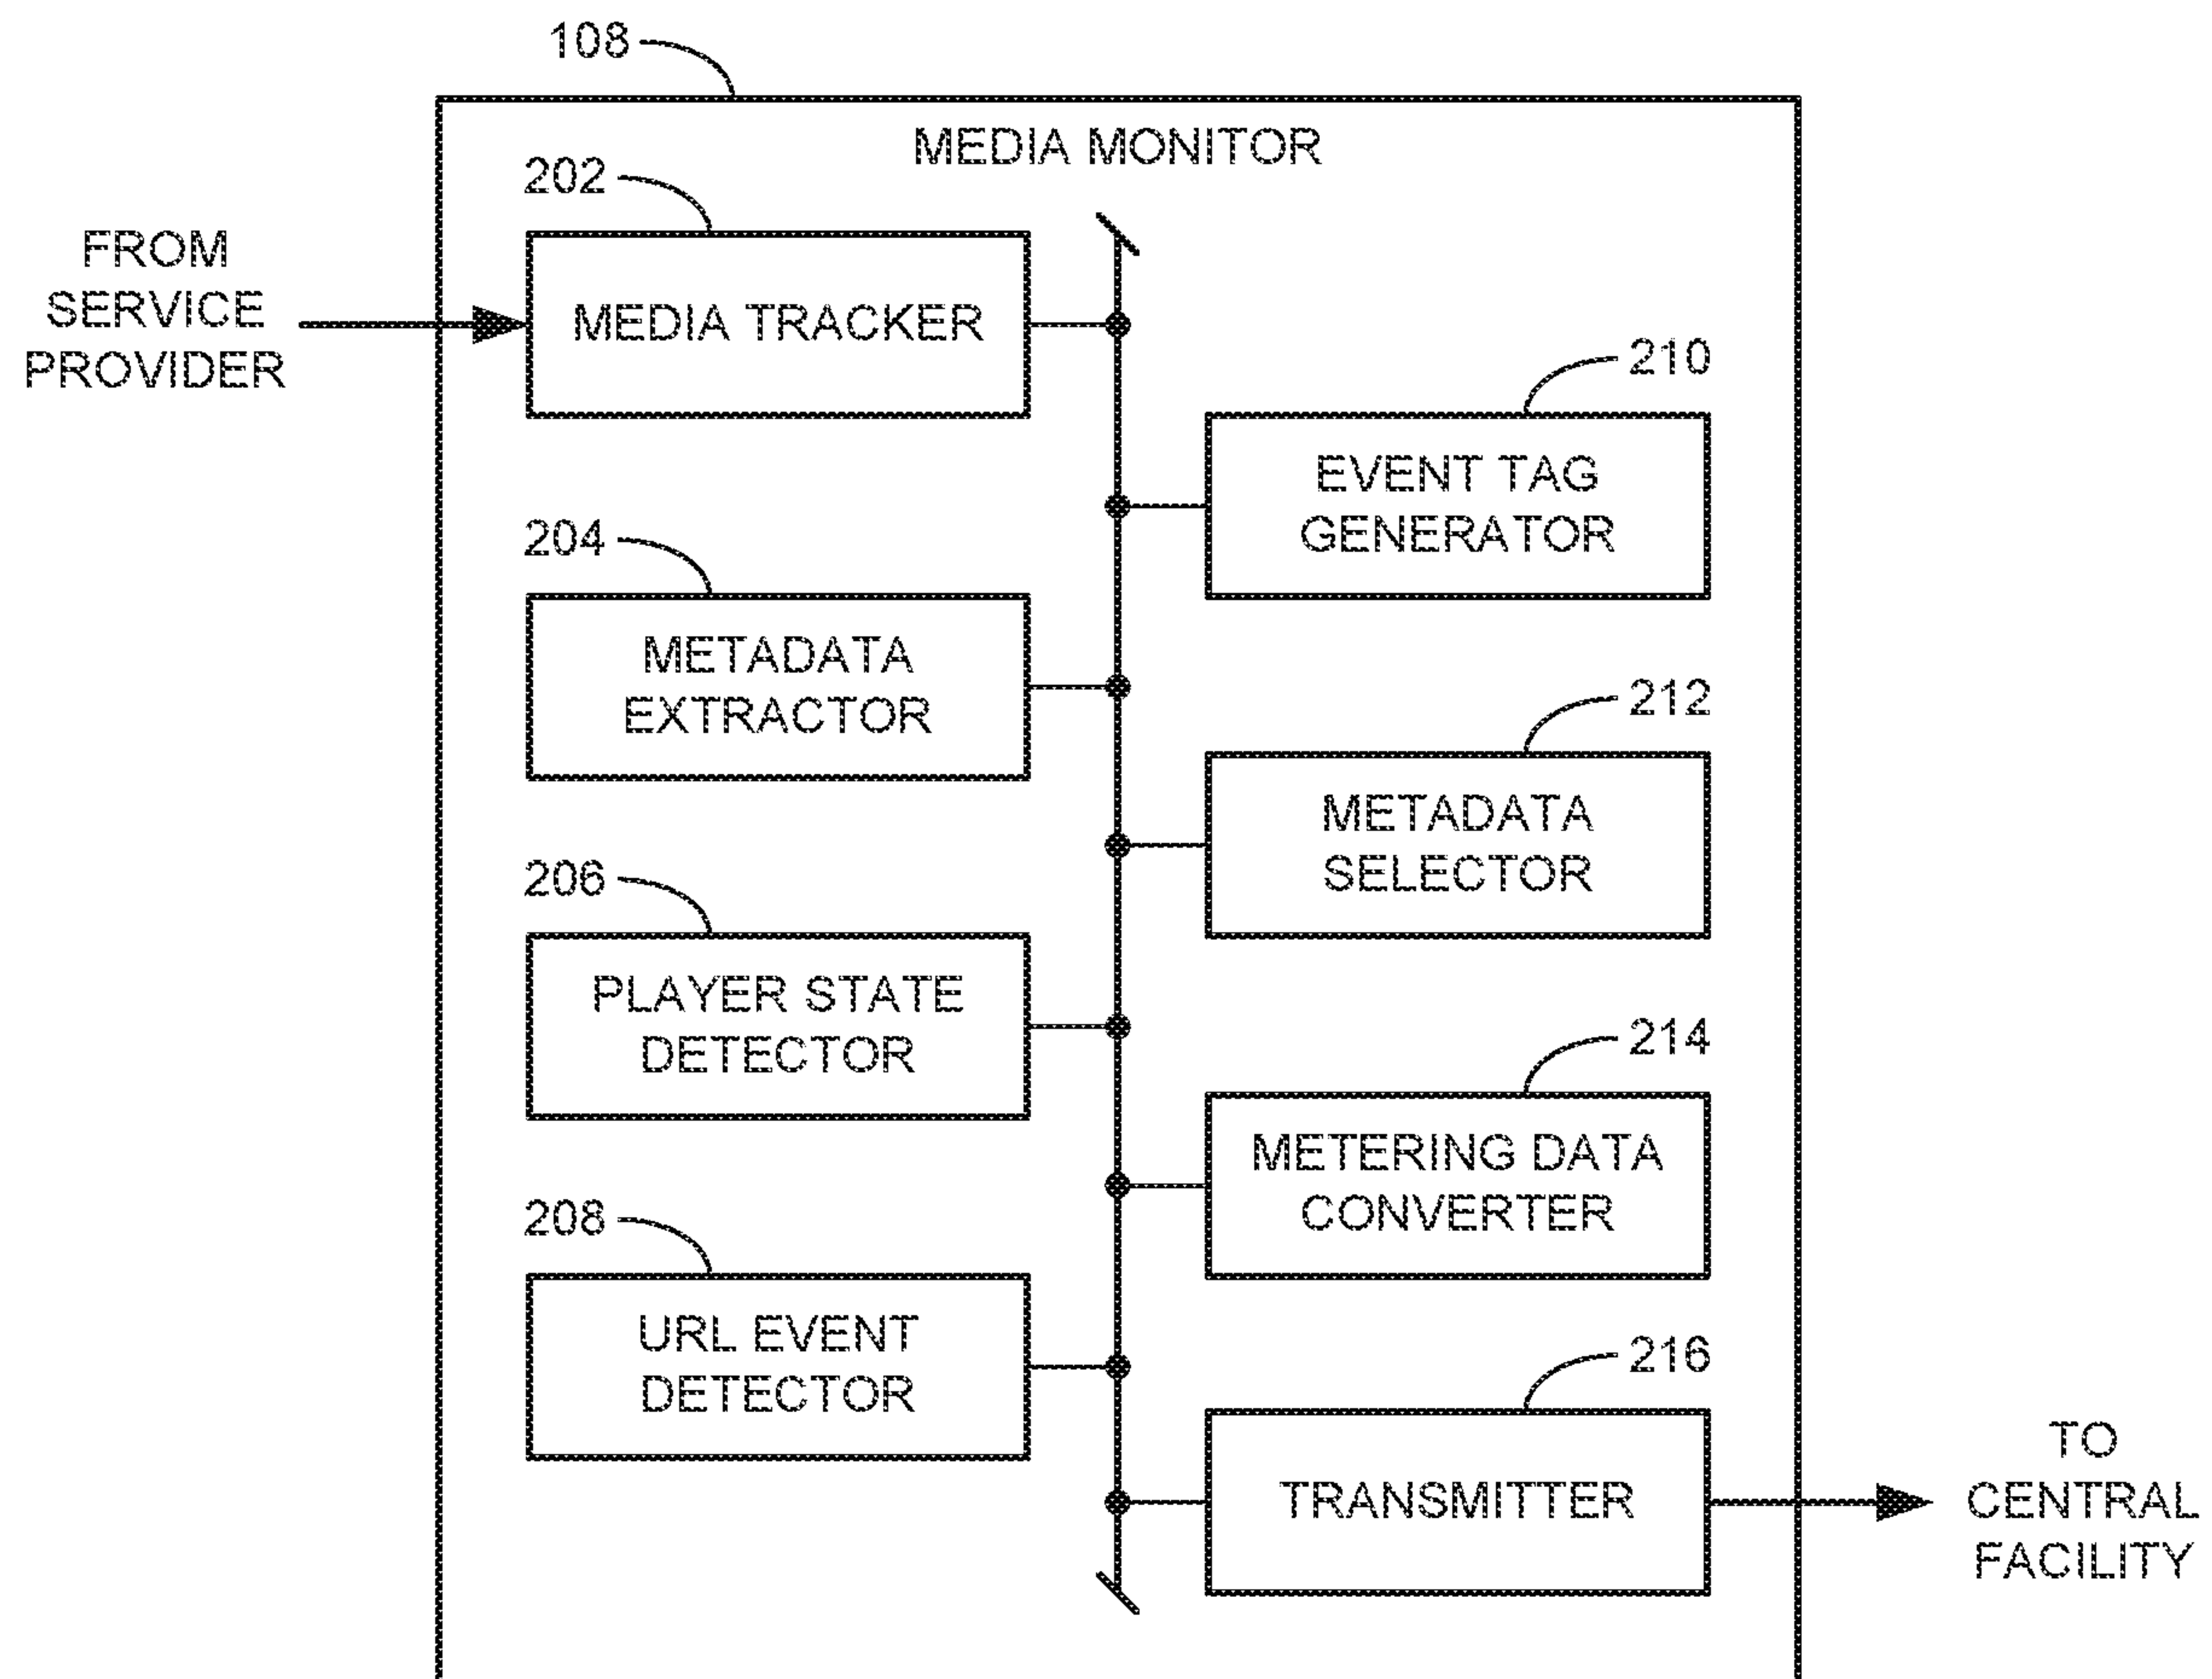 108
MEDIA MONITOR
202
FROM
SERVICE
PROVIDER
MEDIA TRACKER
210
EVENT TAG
GENERATOR
204
METADATA
EXTRACTOR
212
METADATA
SELECTOR
206
PLAYER STATE
DETECTOR
214
METERING DATA
CONVERTER
208
URL EVENT
DETECTOR
216
TRANSMITTER
TO
CENTRAL
FACILITY